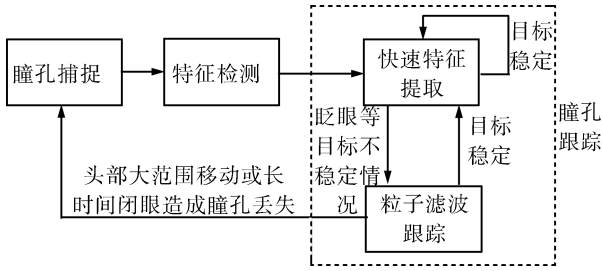 瞳孔捕捉
特征检测
快速特征
提取
目标
稳定
瞳孔
跟踪
眨眼等
目标不
稳定情
况
目标
稳定
头部大范围移动或长
时间闭眼造成瞳孔丢失
粒子滤波
跟踪